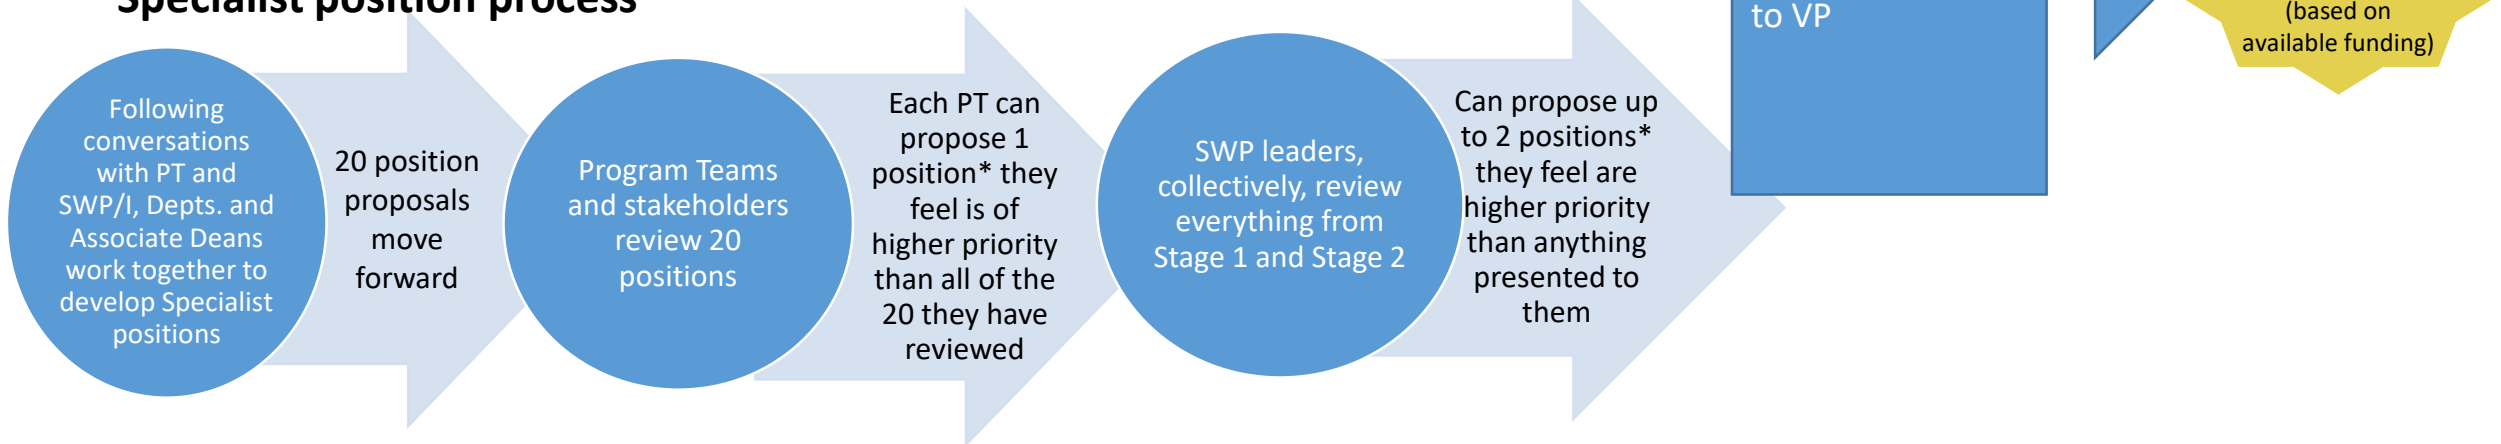 Specialist position process
Following
conversations
with PT and
SWP/I, Depts. and
Associate Deans
work together to
develop Specialist
positions
20 position
proposals
move
forward
Program Teams
and stakeholders
review 20
positions
Each PT can
propose 1
position* they
feel is of
higher priority
than all of the
20 they have
reviewed
SWP leaders,
collectively, review
everything from
Stage 1 and Stage 2
Can propose up
to 2 positions*
they feel are
higher priority
than anything
presented to
them
to VP
(based on
available funding)